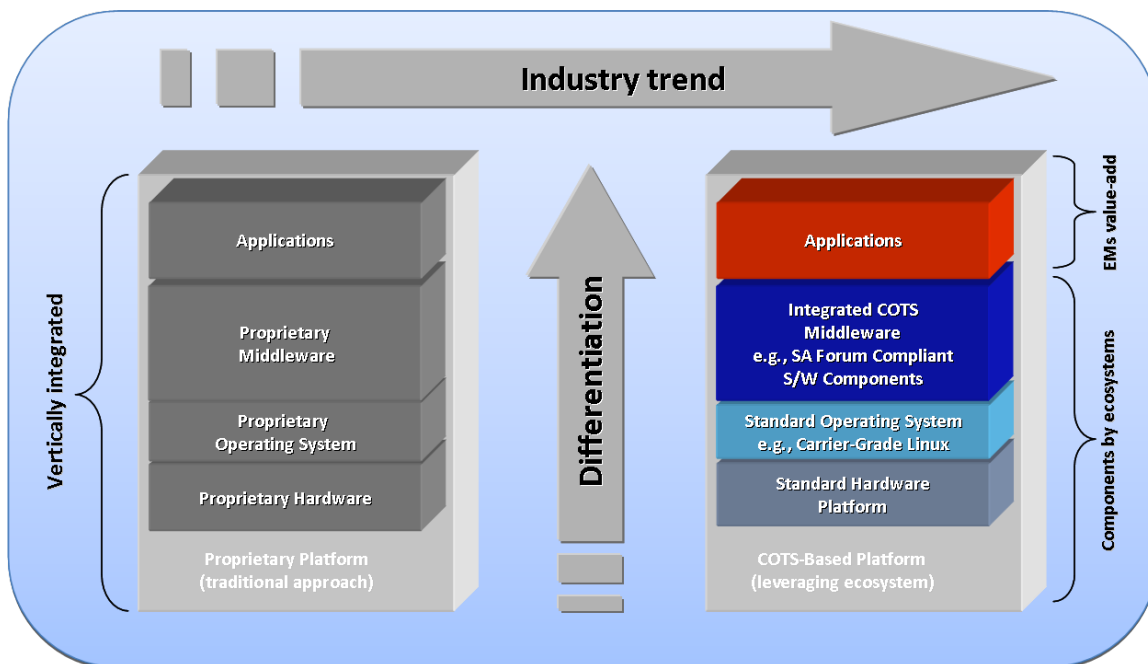 Industry trend
Vertically integrated
Applications
Proprietary
Middleware
Proprietary
Operating System
Proprietary Hardware
Proprietary Platform
(traditional approach)
Differentiation
Applications
Integrated COTS
Middleware
e.g., SA Forum Compliant
S/W Components
Standard Operating System
e.g., Carrier-Grade Linux
Standard Hardware
Platform
COTS-Based Platform
(leveraging ecosystem)
EMs value-add
Components by ecosystems